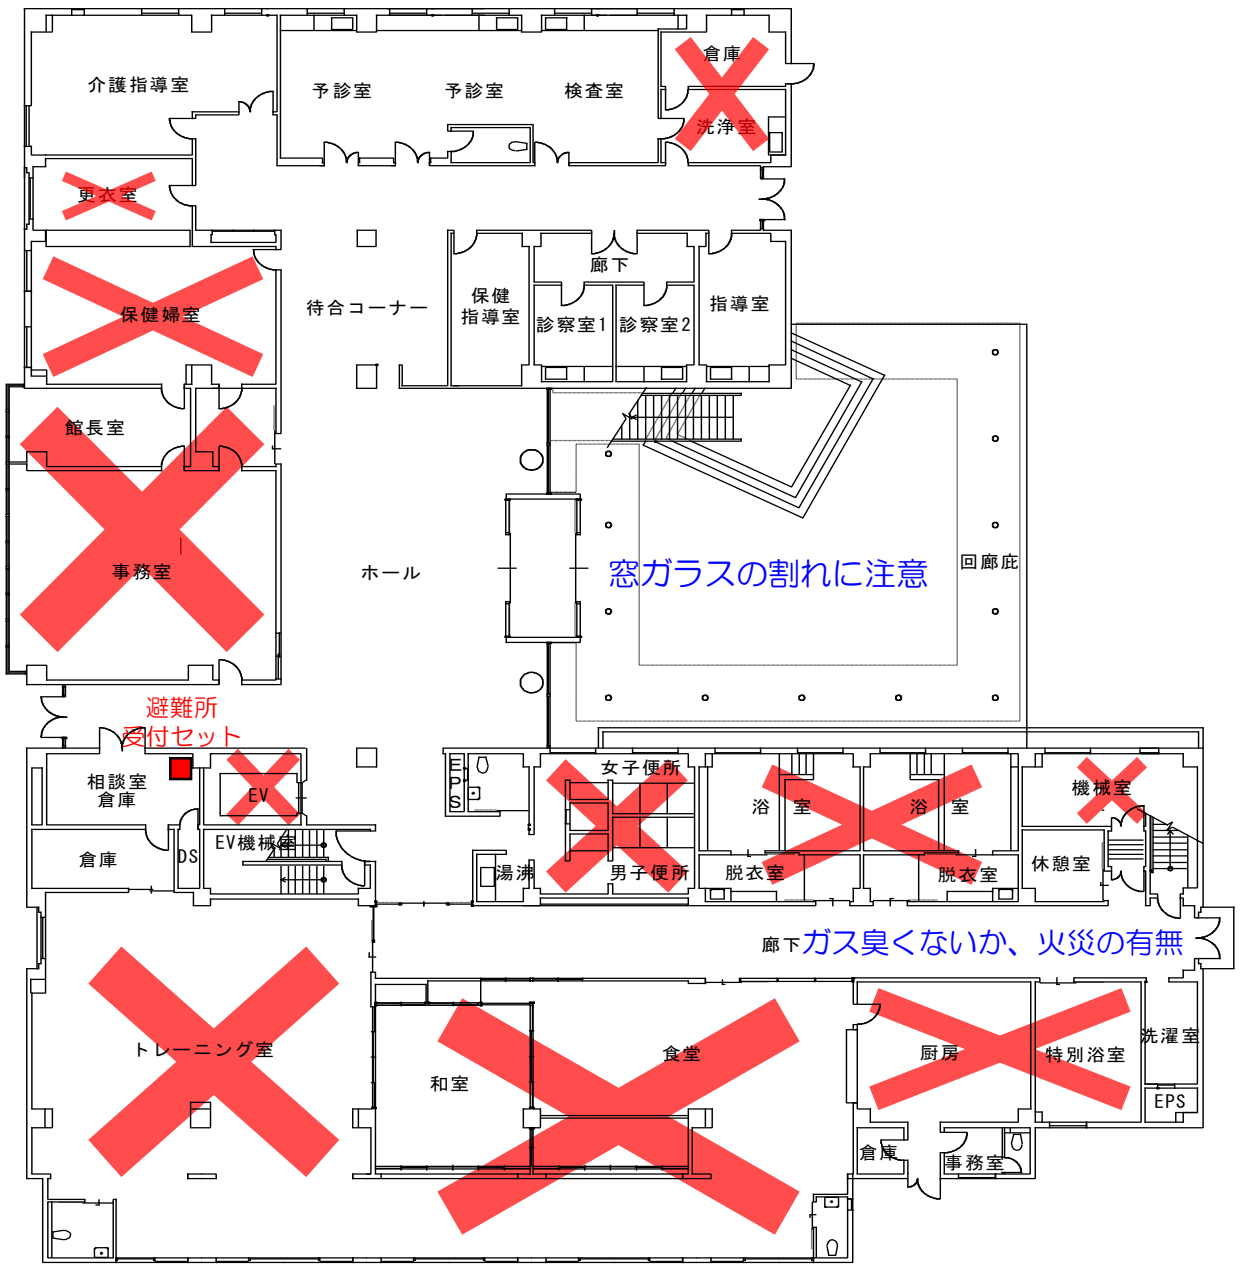 介護指導室
予診室
予診室
検査室
倉庫
洗浄室
更衣室
保健婦室
待合コーナー
保健
指導室
廊下
診察室1
診察室2
指導室
館長室
事務室
ホール
窓ガラスの割れに注意
回廊庇
避難所
受付セット
相談室
倉庫
EV
EPS
女子便所
浴 室
浴 室
機械室
倉庫
DS
EV機械室
湯沸
男子便所
脱衣室
脱衣室
休憩室
廊下
ガス臭くないか、火災の有無
トレーニング室
和室
食堂
厨房
特別浴室
洗濯室
EPS
倉庫
事務室